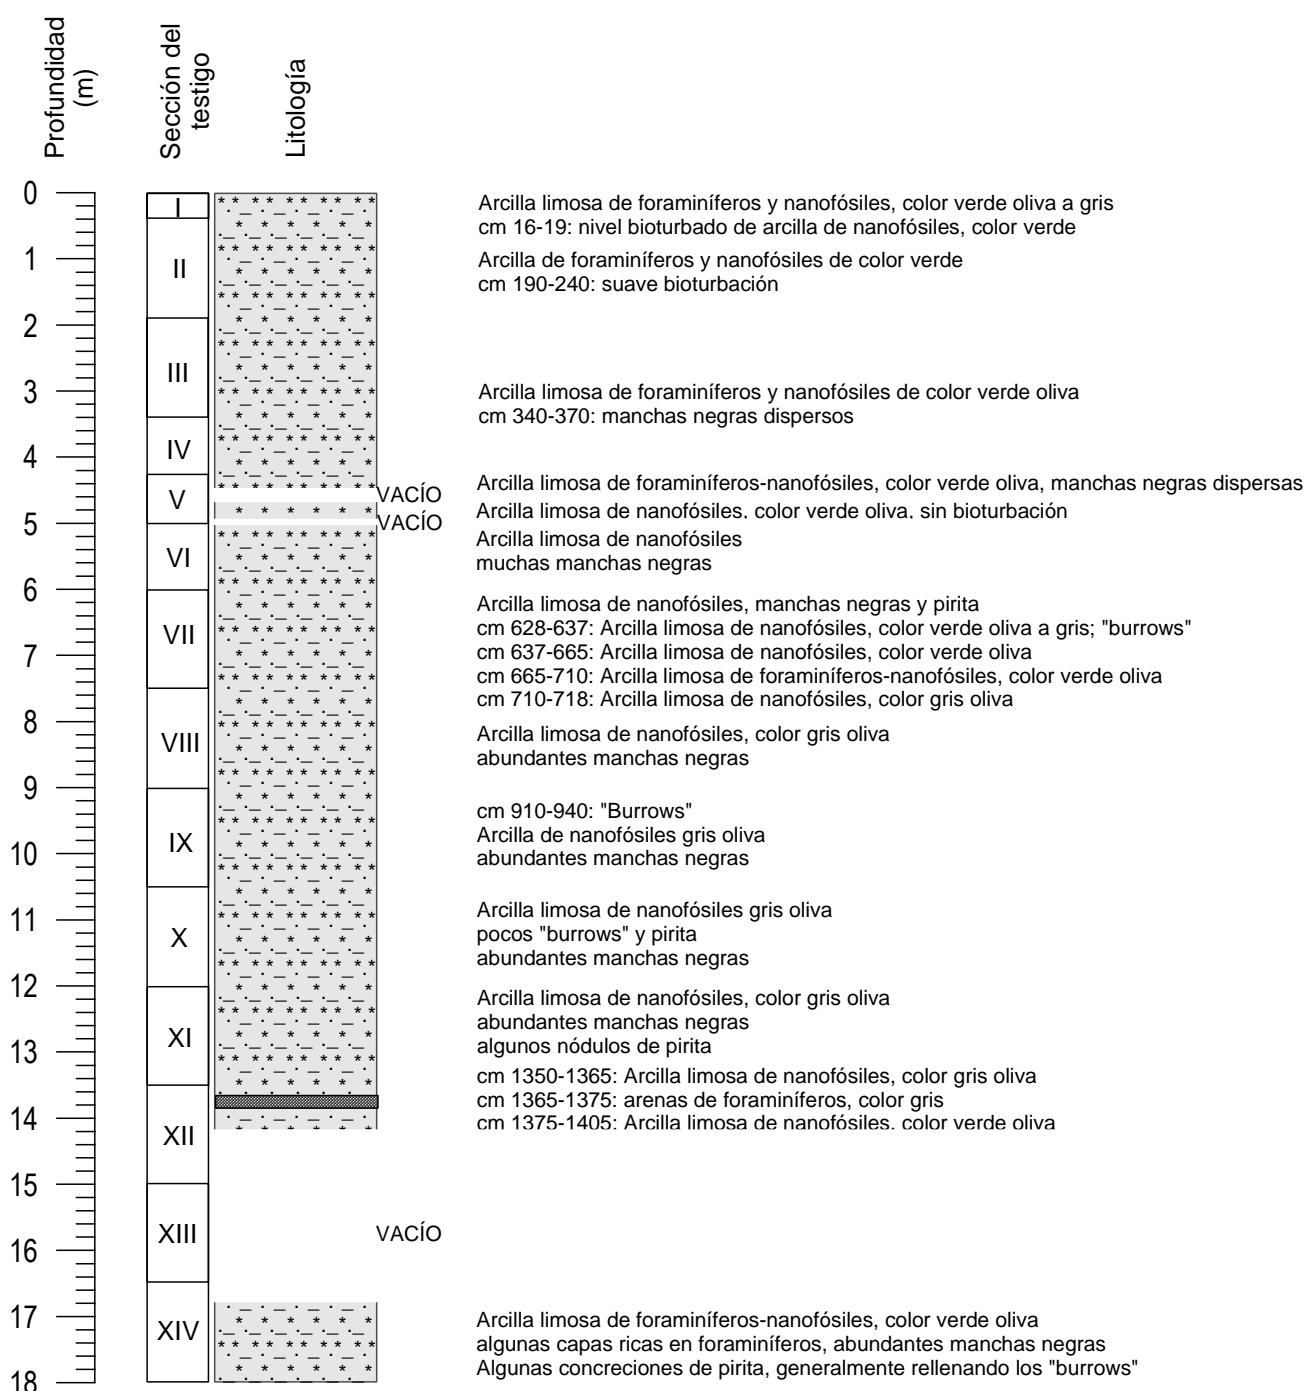 Profundidad
(m)
Sección del
testigo
Litología
0
I
Arcilla limosa de foraminíferos y nanofósiles, color verde oliva a gris
cm 16-19: nivel bioturbado de arcilla de nanofósiles, color verde
1
II
Arcilla de foraminíferos y nanofósiles de color verde
cm 190-240: suave bioturbación
2
III
3
Arcilla limosa de foraminíferos y nanofósiles de color verde oliva
cm 340-370: manchas negras dispersos
IV
4
Arcilla limosa de foraminíferos-nanofósiles, color verde oliva, manchas negras dispersas
V
VACÍO
Arcilla limosa de nanofósiles, color verde oliva, sin bioturbación
5
VACÍO
Arcilla limosa de nanofósiles
VI
muchas manchas negras
6
Arcilla limosa de nanofósiles, manchas negras y pirita
VII
cm 628-637: Arcilla limosa de nanofósiles, color verde oliva a gris; "burrows"
cm 637-665: Arcilla limosa de nanofósiles, color verde oliva
7
cm 665-710: Arcilla limosa de foraminíferos-nanofósiles, color verde oliva
cm 710-718: Arcilla limosa de nanofósiles, color gris oliva
8
VIII
Arcilla limosa de nanofósiles, color gris oliva
abundantes manchas negras
9
cm 910-940: "Burrows"
IX
Arcilla de nanofósiles gris oliva
10
abundantes manchas negras
11
Arcilla limosa de nanofósiles gris oliva
X
pocos "burrows" y pirita
abundantes manchas negras
12
Arcilla limosa de nanofósiles, color gris oliva
abundantes manchas negras
XI
algunos nódulos de pirita
13
cm 1350-1365: Arcilla limosa de nanofósiles, color gris oliva
cm 1365-1375: arenas de foraminíferos, color gris
14
cm 1375-1405: Arcilla limosa de nanofósiles, color verde oliva
XII
15
XIII
VACÍO
16
17
XIV
Arcilla limosa de foraminíferos-nanofósiles, color verde oliva
algunas capas ricas en foraminíferos, abundantes manchas negras
Algunas concreciones de pirita, generalmente rellenando los "burrows"
18